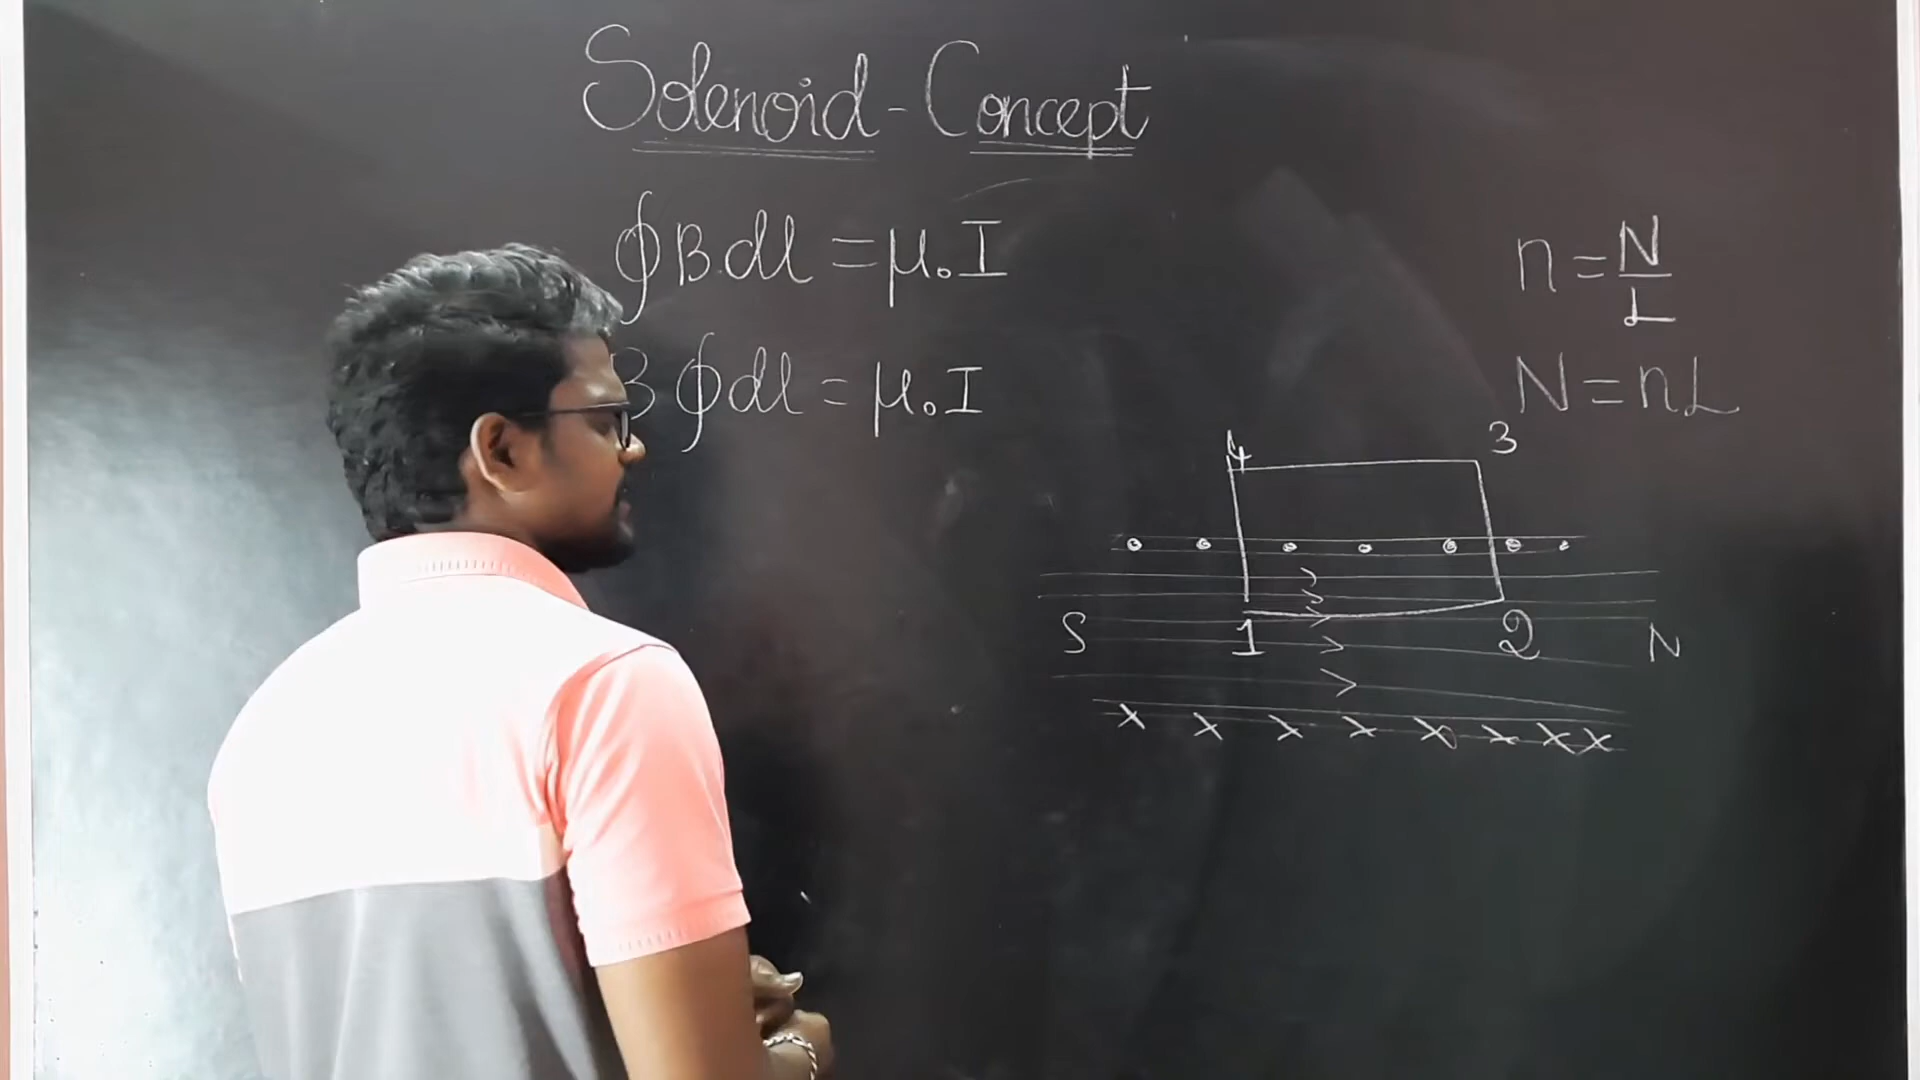 Solenoid - Concept
∮B.dl = μ₀I
B∮dl = μ₀I
n = N/L
N = nL
4 3
S 1 2 N